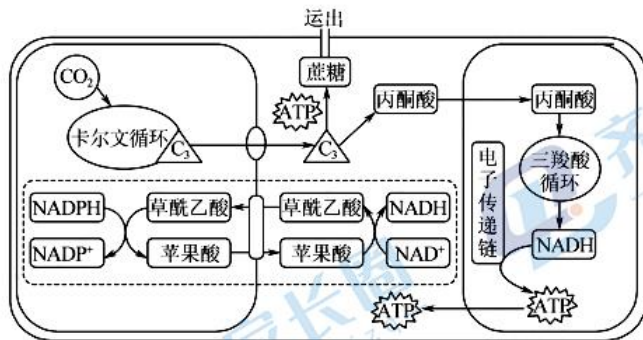 运出
CO₂
蔗糖
ATP
丙酮酸
丙酮酸
卡尔文循环
C₃
C₃
三羧酸
循环
电子传递链
NADPH
草酰乙酸
草酰乙酸
NADH
NADH
NADP⁺
苹果酸
苹果酸
NAD⁺
ATP
ATP